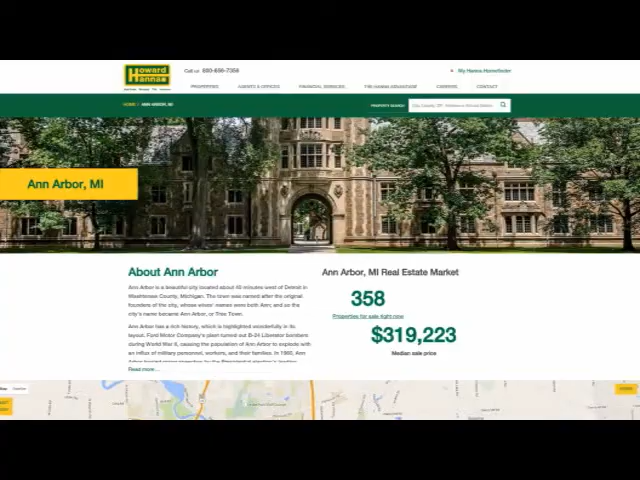 Howard
Hanna
Call us 800-656-7356
My Hanna Homefinder
PROPERTIES AGENTS & OFFICES FINANCIAL SERVICES THE HANNA ADVANTAGE CAREERS CONTACT
HOME / ANN ARBOR, MI
PROPERTY SEARCH
Ann Arbor, MI
About Ann Arbor
Ann Arbor is a beautiful city located about 45 minutes west of Detroit in
Washtenaw County, Michigan. The town was named after the original
founders of the city, whose wives' names were both Ann; and so the
city's name became Ann Arbor, or Tree Town.
Ann Arbor has a rich history, which is highlighted wonderfully in its
layout. Ford Motor Company's plant turned out B-24 Liberator bombers
during World War II, causing the population of Ann Arbor to explode with
an influx of military personnel, workers, and their families. In 1960, Ann
Read more...
Ann Arbor, MI Real Estate Market
358
Properties for sale right now
$319,223
Median sale price